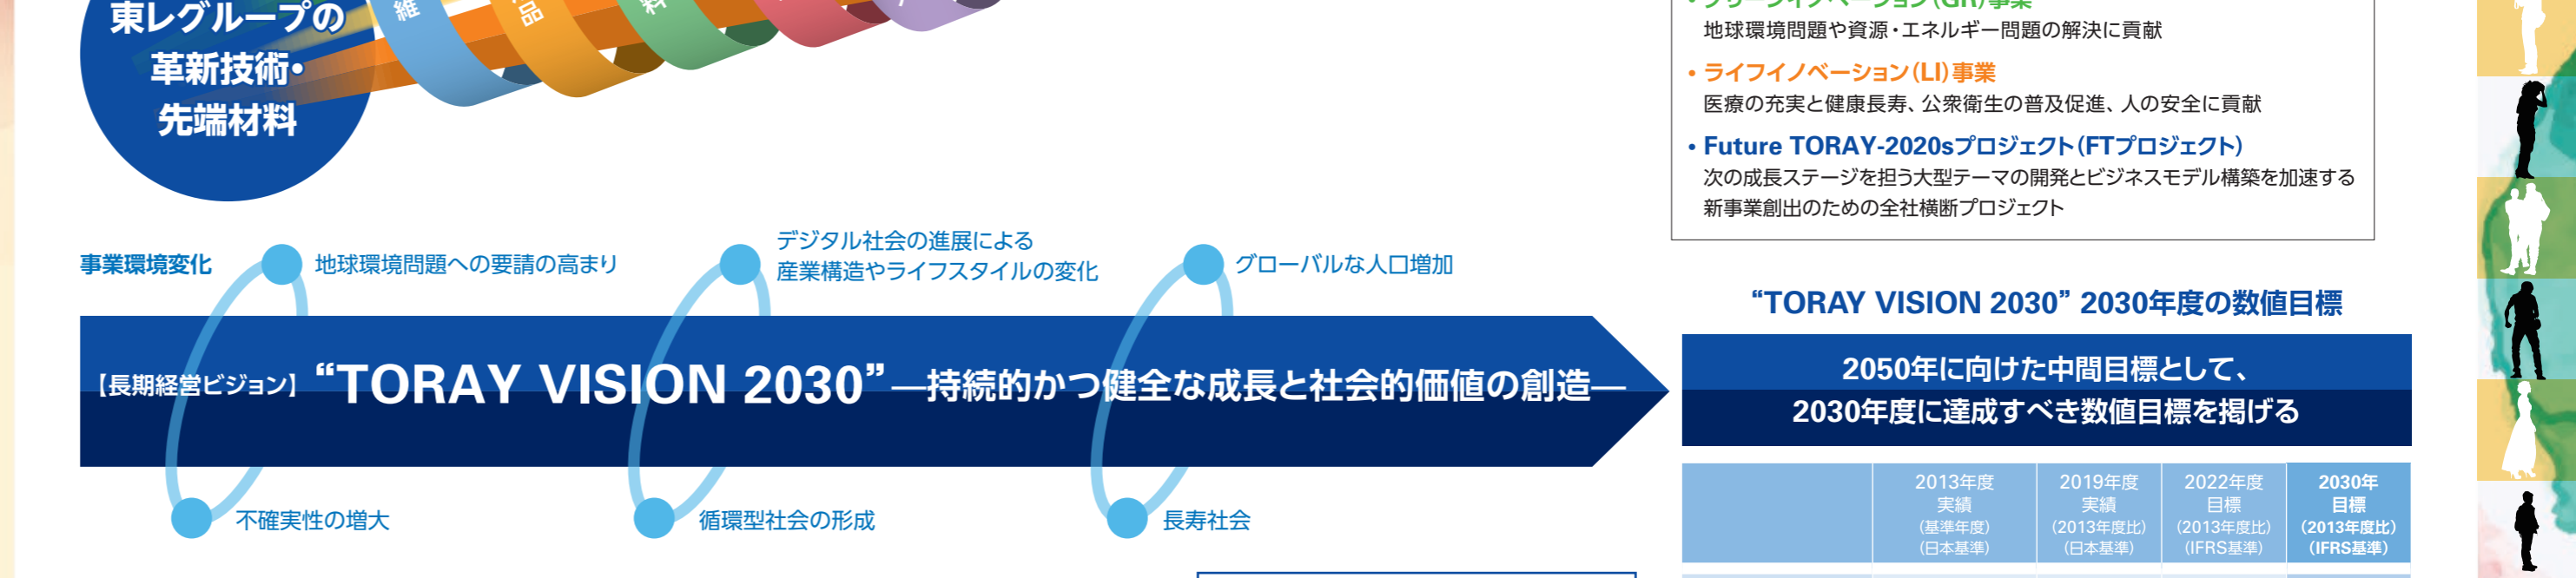 東レグループの
革新技術・
先端材料
維
品
料
・グリーンイノベーション(GR)事業
地球環境問題や資源・エネルギー問題の解決に貢献
・ライフイノベーション(LI)事業
医療の充実と健康長寿、公衆衛生の普及促進、人の安全に貢献
・Future TORAY-2020sプロジェクト(FTプロジェクト)
次の成長ステージを担う大型テーマの開発とビジネスモデル構築を加速する
新事業創出のための全社横断プロジェクト
事業環境変化
地球環境問題への要請の高まり
デジタル社会の進展による
産業構造やライフスタイルの変化
グローバルな人口増加
【長期経営ビジョン】 “TORAY VISION 2030”―持続的かつ健全な成長と社会的価値の創造―
不確実性の増大
循環型社会の形成
長寿社会
“TORAY VISION 2030” 2030年度の数値目標
2050年に向けた中間目標として、
2030年度に達成すべき数値目標を掲げる
2013年度
実績
(基準年度)
(日本基準)
2019年度
実績
(2013年度比)
(日本基準)
2022年度
目標
(2013年度比)
(IFRS基準)
2030年
目標
(2013年度比)
(IFRS基準)